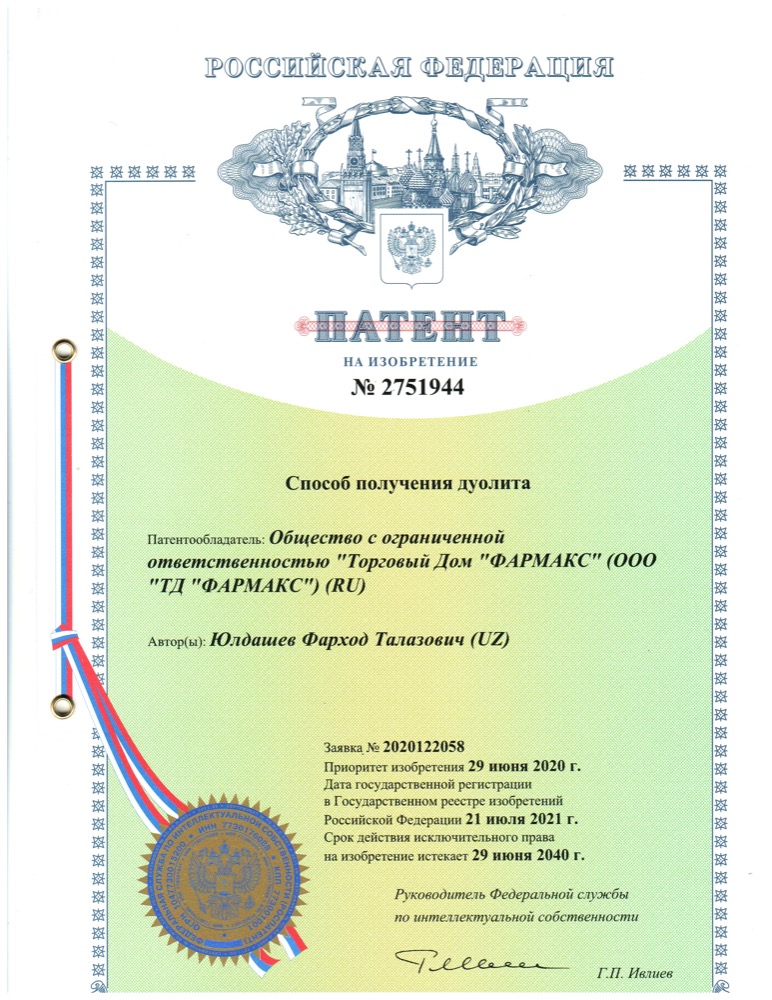 РОССИЙСКАЯ ФЕДЕРАЦИЯ
ПАТЕНТ
НА ИЗОБРЕТЕНИЕ
№ 2751944
Способ получения дуолита
Патентообладатель: Общество с ограниченной
ответственностью "Торговый Дом "ФАРМАКС" (ООО
"ТД "ФАРМАКС") (RU)
Автор(ы): Юлдашев Фарход Талазович (UZ)
Заявка № 2020122058
Приоритет изобретения 29 июня 2020 г.
Дата государственной регистрации
в Государственном реестре изобретений
Российской Федерации 21 июля 2021 г.
Срок действия исключительного права
на изобретение истекает 29 июня 2040 г.
Руководитель Федеральной службы
по интеллектуальной собственности
Г.П. Ивлиев
ФЕДЕРАЛЬНАЯ СЛУЖБА ПО ИНТЕЛЛЕКТУАЛЬНОЙ СОБСТВЕННОСТИ